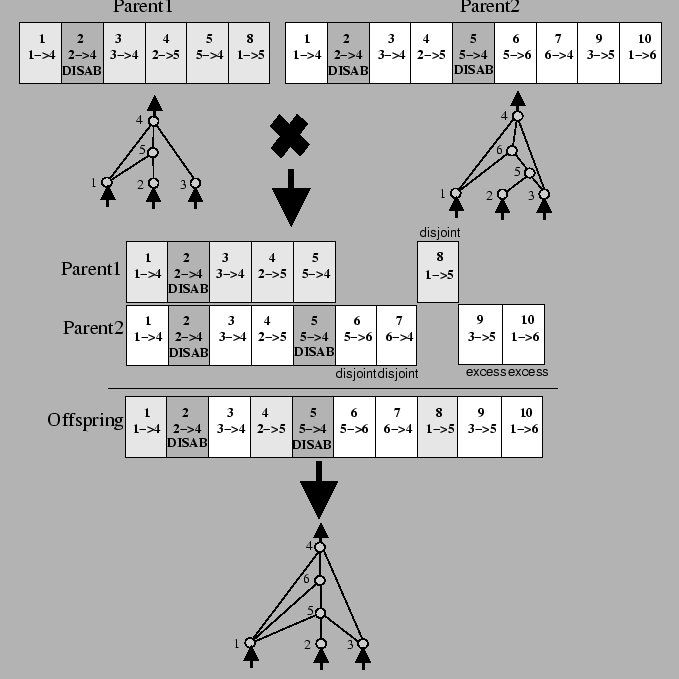 Parent1 Parent2
1 2 3 4 5 8 1 2 3 4 5 6 7 9 10
1->4 2->4 3->4 2->5 5->4 1->5 1->4 2->4 3->4 2->5 5->4 5->6 6->4 3->5 1->6
DISAB DISAB DISAB
4 4
5 6
5
1 2 3 1 2 3
disjoint
Parent1 1 2 3 4 5 8
1->4 2->4 3->4 2->5 5->4 1->5
DISAB
Parent2 1 2 3 4 5 6 7 9 10
1->4 2->4 3->4 2->5 5->4 5->6 6->4 3->5 1->6
DISAB DISAB
disjoint disjoint excess excess
Offspring 1 2 3 4 5 6 7 8 9 10
1->4 2->4 3->4 2->5 5->4 5->6 6->4 1->5 3->5 1->6
DISAB DISAB
4
6
5
1 2 3